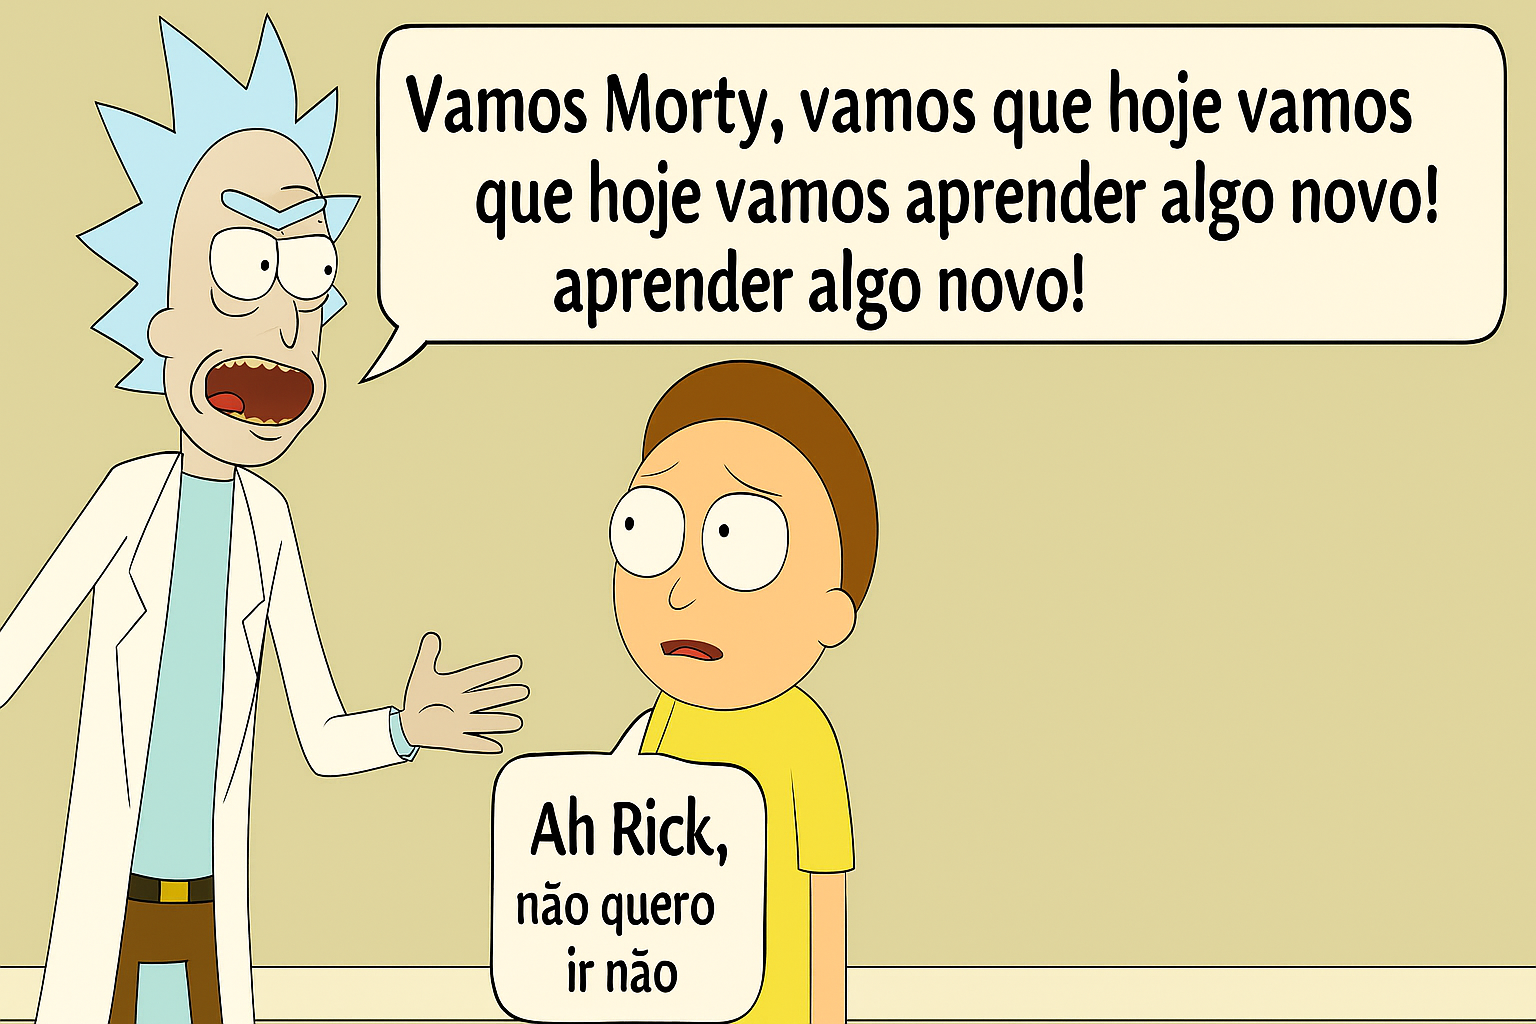 Vamos Morty, vamos que hoje vamos
que hoje vamos aprender algo novo!
aprender algo novo!
Ah Rick,
não quero
ir não